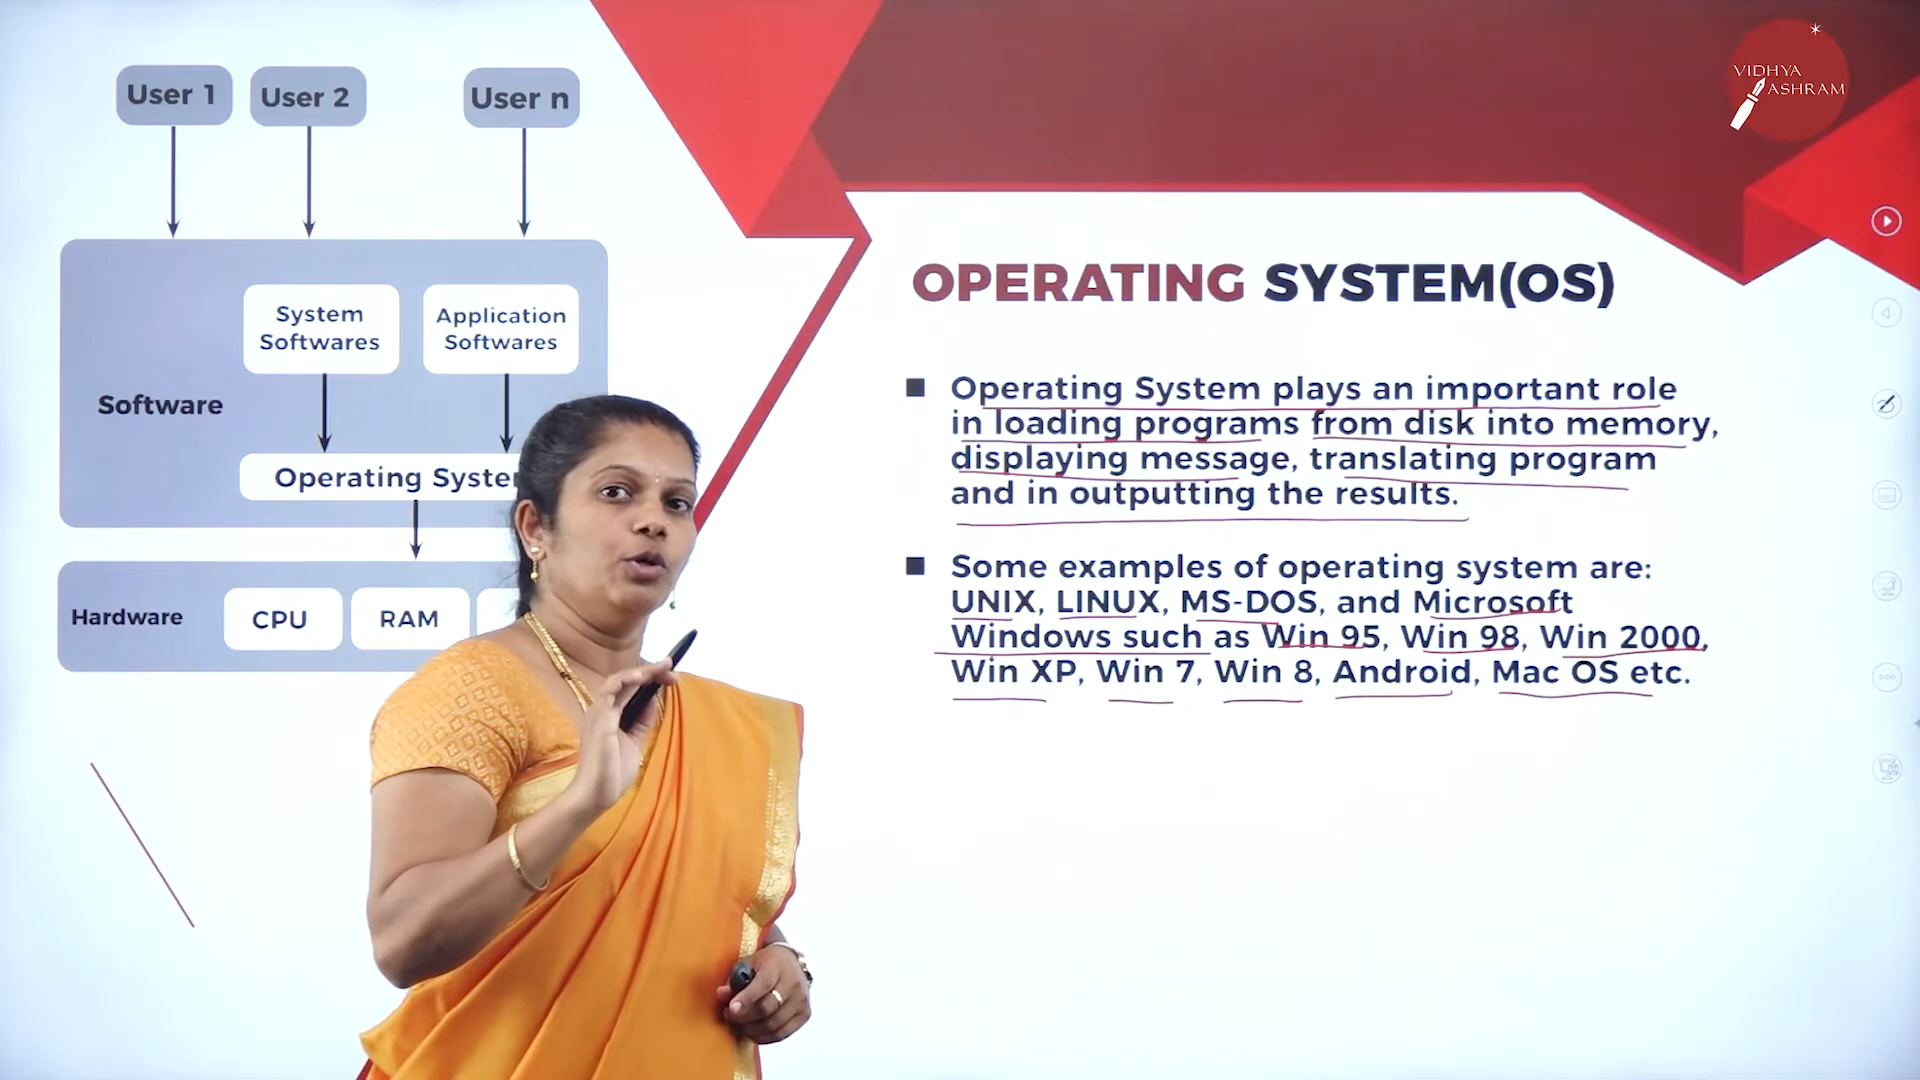 User 1
User 2
User n
VIDHYA
ASHRAM
System
Softwares
Application
Softwares
Software
Hardware
CPU
RAM
Operating
OPERATING SYSTEM(OS)
Operating System plays an important role
in loading programs from disk into memory,
displaying message, translating program
and in outputting the results.
Some examples of operating system are:
UNIX, LINUX, MS-DOS, and Microsoft
Windows such as Win 95, Win 98, Win 2000,
Win XP, Win 7, Win 8, Android, Mac OS etc.